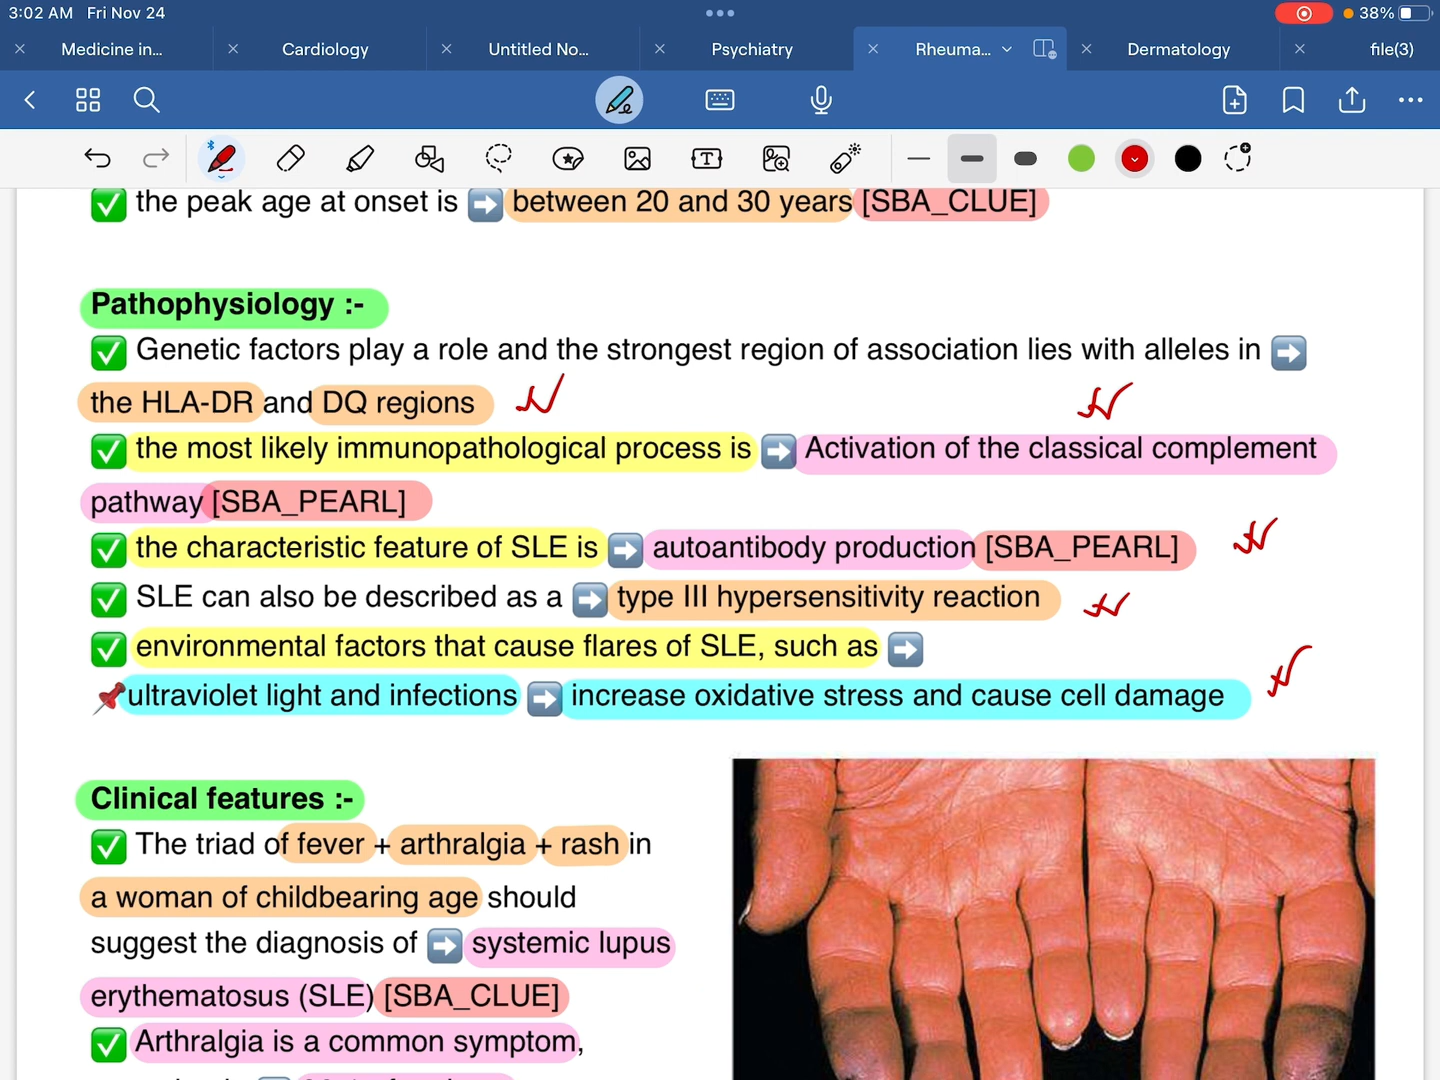 3:02 AM Fri Nov 24
38%
Medicine in...
Cardiology
Untitled No...
Psychiatry
Rheuma...
Dermatology
file(3)
✅ the peak age at onset is ➡️ between 20 and 30 years [SBA_CLUE]
Pathophysiology :-
✅ Genetic factors play a role and the strongest region of association lies with alleles in ➡️
the HLA-DR and DQ regions
✅ the most likely immunopathological process is ➡️ Activation of the classical complement
pathway [SBA_PEARL]
✅ the characteristic feature of SLE is ➡️ autoantibody production [SBA_PEARL]
✅ SLE can also be described as a ➡️ type III hypersensitivity reaction
✅ environmental factors that cause flares of SLE, such as ➡️
📌 ultraviolet light and infections ➡️ increase oxidative stress and cause cell damage
Clinical features :-
✅ The triad of fever + arthralgia + rash in
a woman of childbearing age should
suggest the diagnosis of ➡️ systemic lupus
erythematosus (SLE) [SBA_CLUE]
✅ Arthralgia is a common symptom,